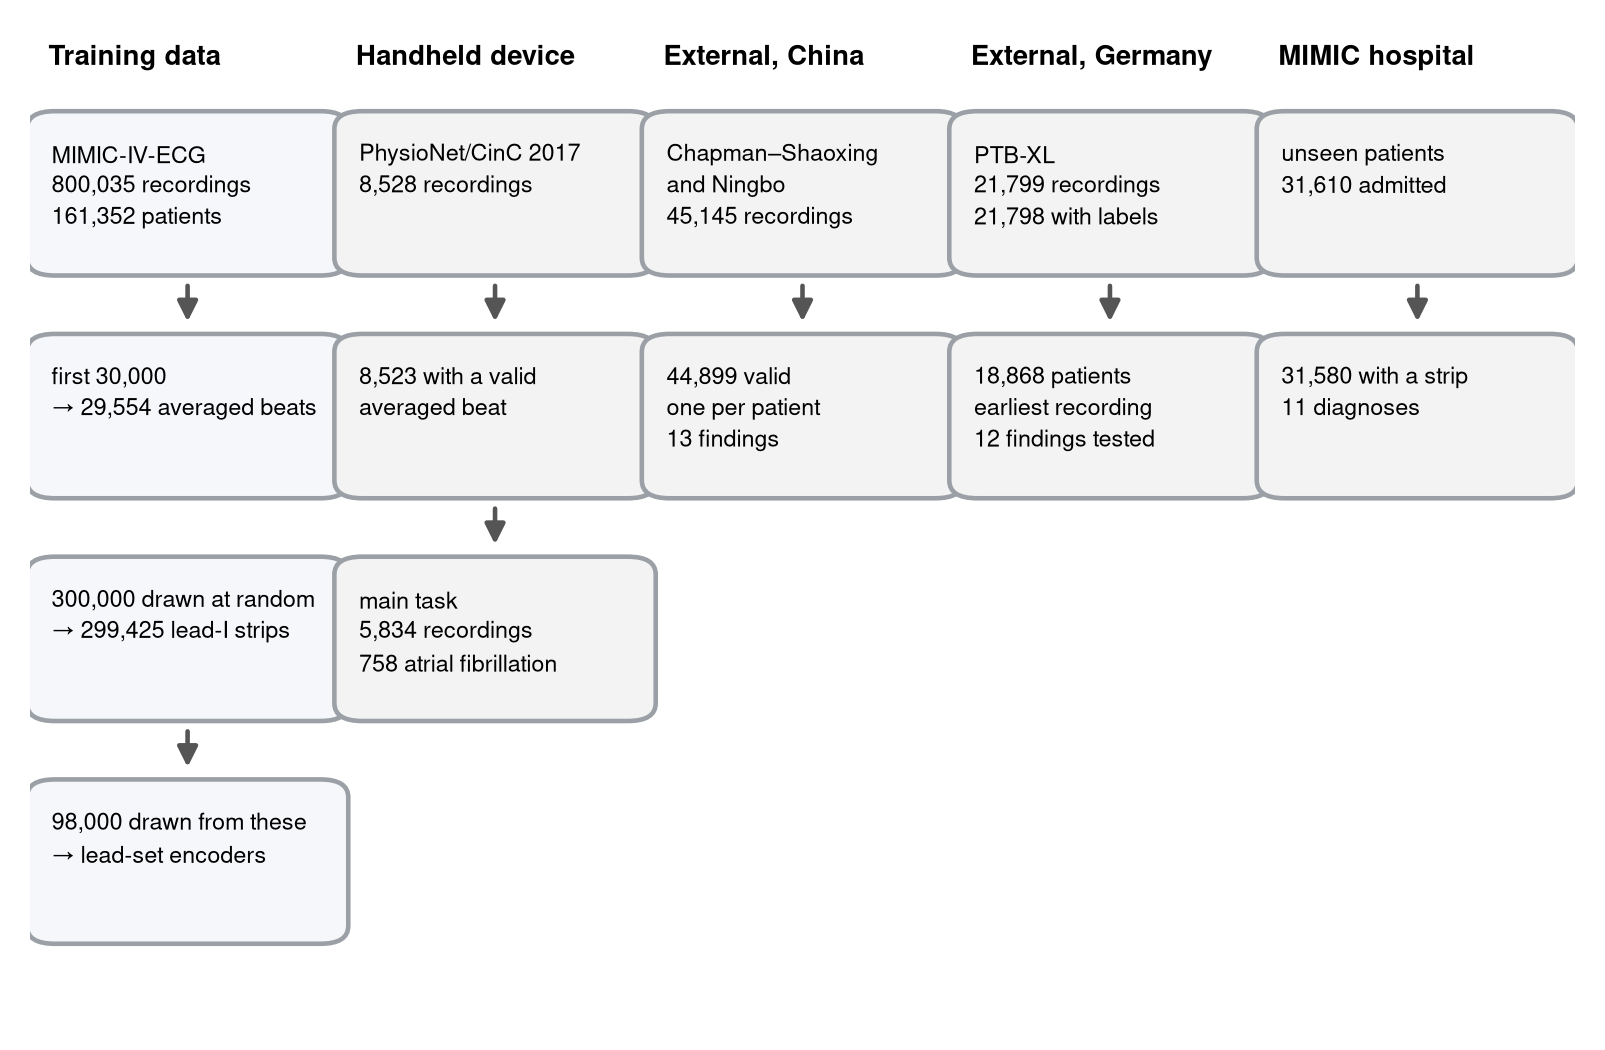 Training data
MIMIC-IV-ECG
800,035 recordings
161,352 patients
first 30,000
→ 29,554 averaged beats
300,000 drawn at random
→ 299,425 lead-I strips
98,000 drawn from these
→ lead-set encoders
Handheld device
PhysioNet/CinC 2017
8,528 recordings
8,523 with a valid
averaged beat
main task
5,834 recordings
758 atrial fibrillation
External, China
Chapman–Shaoxing
and Ningbo
45,145 recordings
44,899 valid
one per patient
13 findings
External, Germany
PTB-XL
21,799 recordings
21,798 with labels
18,868 patients
earliest recording
12 findings tested
MIMIC hospital
unseen patients
31,610 admitted
31,580 with a strip
11 diagnoses